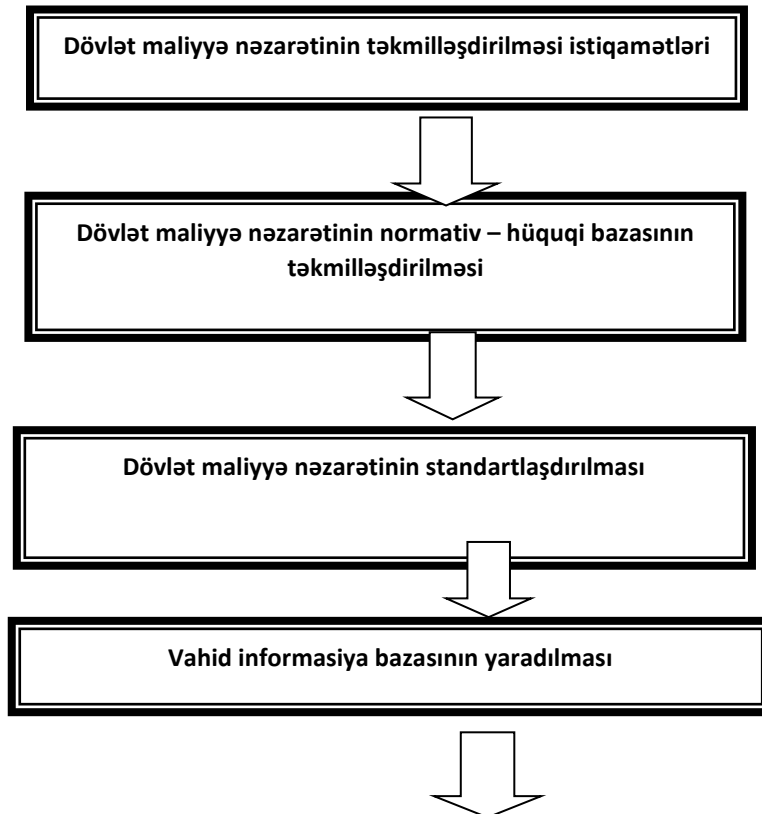 Dövlət maliyyə nəzarətinin təkmilləşdirilməsi istiqamətləri
Dövlət maliyyə nəzarətinin normativ – hüquqi bazasının
təkmilləşdirilməsi
Dövlət maliyyə nəzarətinin standartlaşdırılması
Vahid informasiya bazasının yaradılması